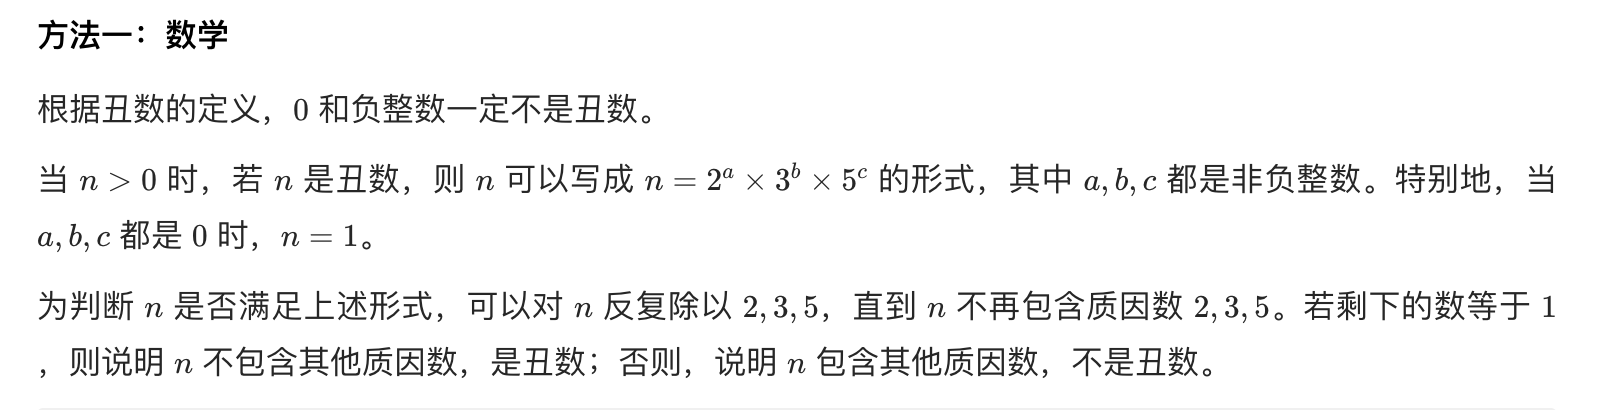 方法一：数学
根据丑数的定义，0 和负整数一定不是丑数。
当 n > 0 时，若 n 是丑数，则 n 可以写成 n = 2^a × 3^b × 5^c 的形式，其中 a, b, c 都是非负整数。特别地，当
a, b, c 都是 0 时，n = 1。
为判断 n 是否满足上述形式，可以对 n 反复除以 2, 3, 5，直到 n 不再包含质因数 2, 3, 5。若剩下的数等于 1
，则说明 n 不包含其他质因数，是丑数；否则，说明 n 包含其他质因数，不是丑数。